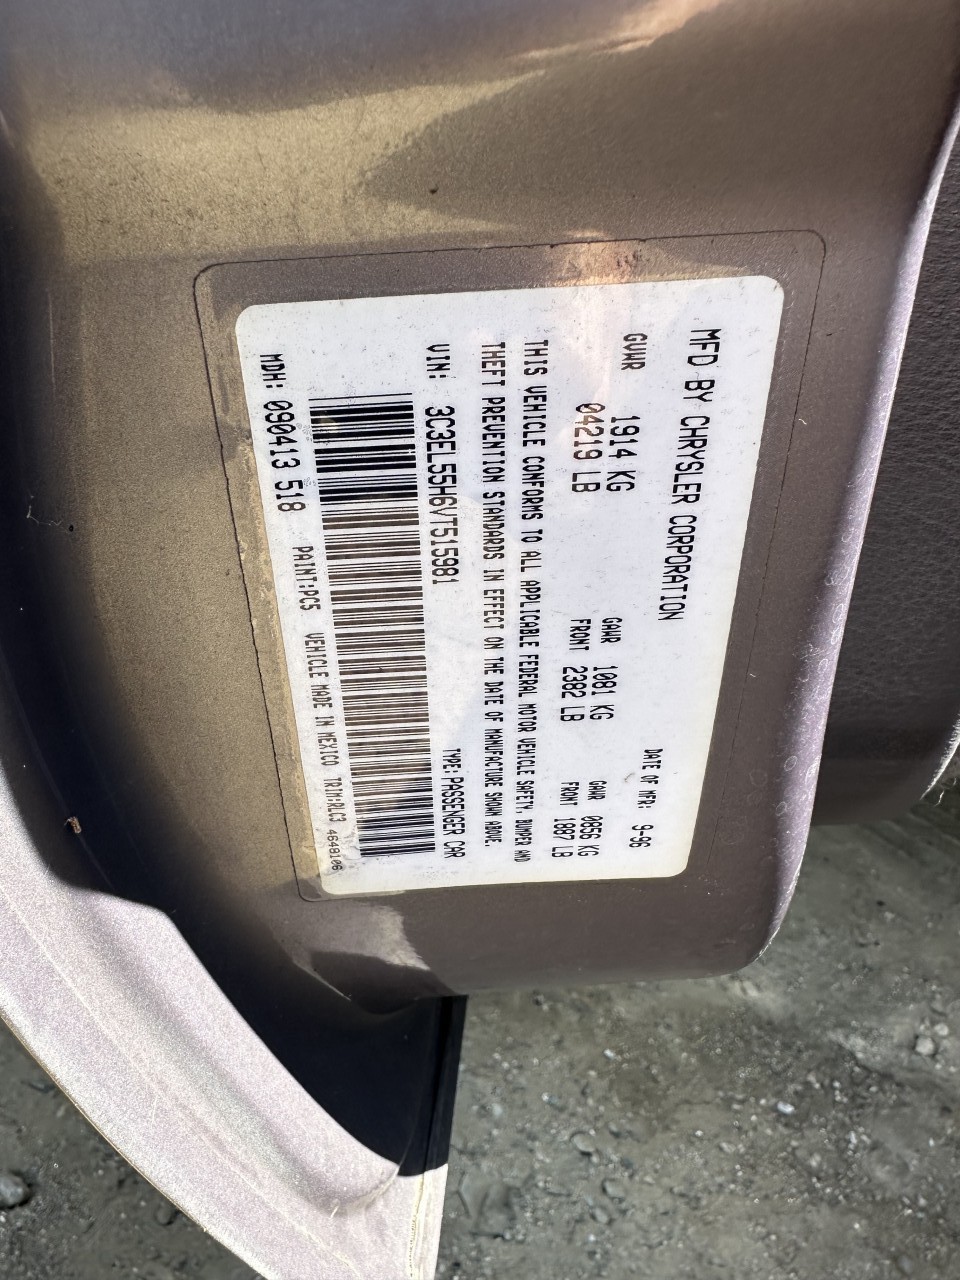 MFD BY CHRYSLER CORPORATION DATE OF MFR: 9-96
GVWR 1914 KG GAWR 1081 KG GAWR 0856 KG
04219 LB FRONT 2382 LB FRONT 1887 LB
THIS VEHICLE CONFORMS TO ALL APPLICABLE FEDERAL MOTOR VEHICLE SAFETY, BUMPER AND
THEFT PREVENTION STANDARDS IN EFFECT ON THE DATE OF MANUFACTURE SHOWN ABOVE.
VIN: 3C3EL55H6VT515981 TYPE: PASSENGER CAR
MDH: 090413 518 PAINT:PC5 VEHICLE MADE IN MEXICO TRIM:RLC3 4648106